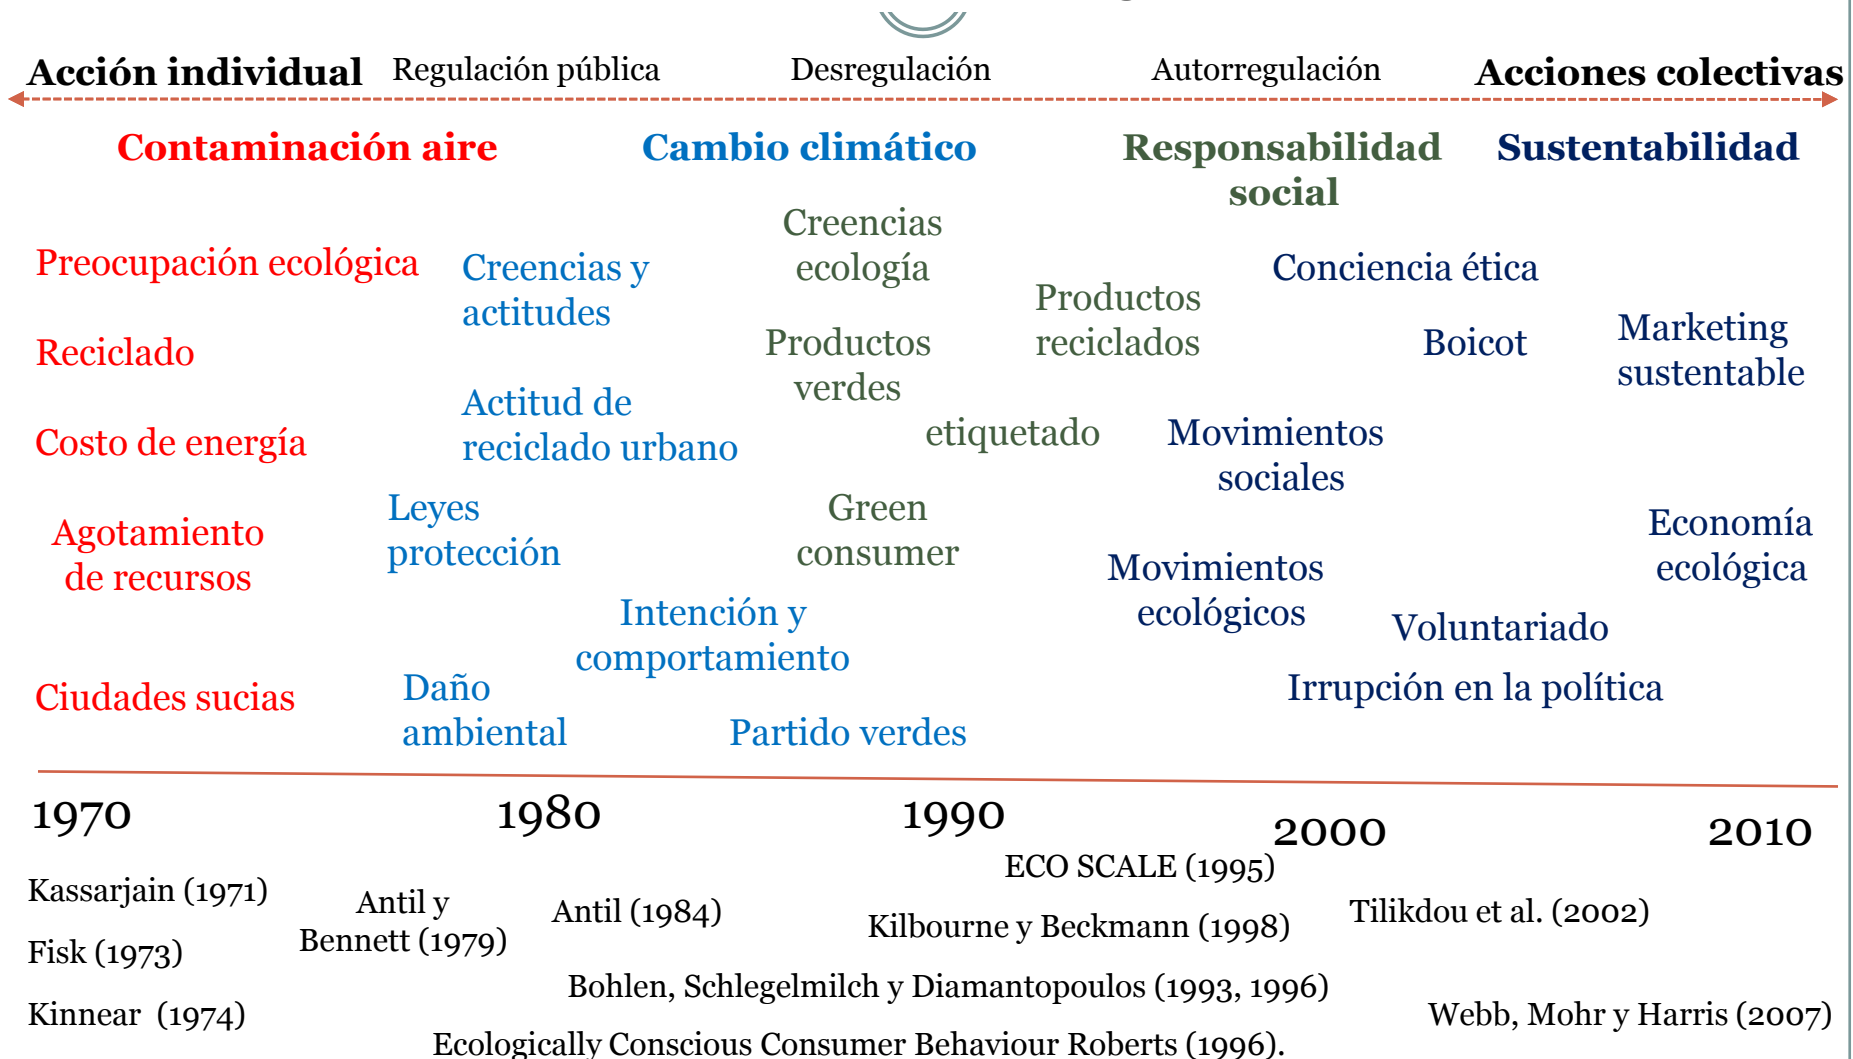 Acción individual
Regulación pública
Desregulación
Autorregulación
Acciones colectivas
Contaminación aire
Cambio climático
Responsabilidad
social
Sustentabilidad
Preocupación ecológica
Reciclado
Costo de energía
Agotamiento
de recursos
Ciudades sucias
Creencias y
actitudes
Actitud de
reciclado urbano
Leyes
protección
Intención y
comportamiento
Daño
ambiental
Partido verdes
Creencias
ecología
Productos
verdes
Productos
reciclados
etiquetado
Green
consumer
Conciencia ética
Boicot
Marketing
sustentable
Movimientos
sociales
Movimientos
ecológicos
Economía
ecológica
Voluntariado
Irrupción en la política
1970
1980
1990
2000
2010
Kassarjain (1971)
Fisk (1973)
Kinnear (1974)
Antil y
Bennett (1979)
Antil (1984)
ECO SCALE (1995)
Kilbourne y Beckmann (1998)
Bohlen, Schlegelmilch y Diamantopoulos (1993, 1996)
Ecologically Conscious Consumer Behaviour Roberts (1996).
Tilikdou et al. (2002)
Webb, Mohr y Harris (2007)